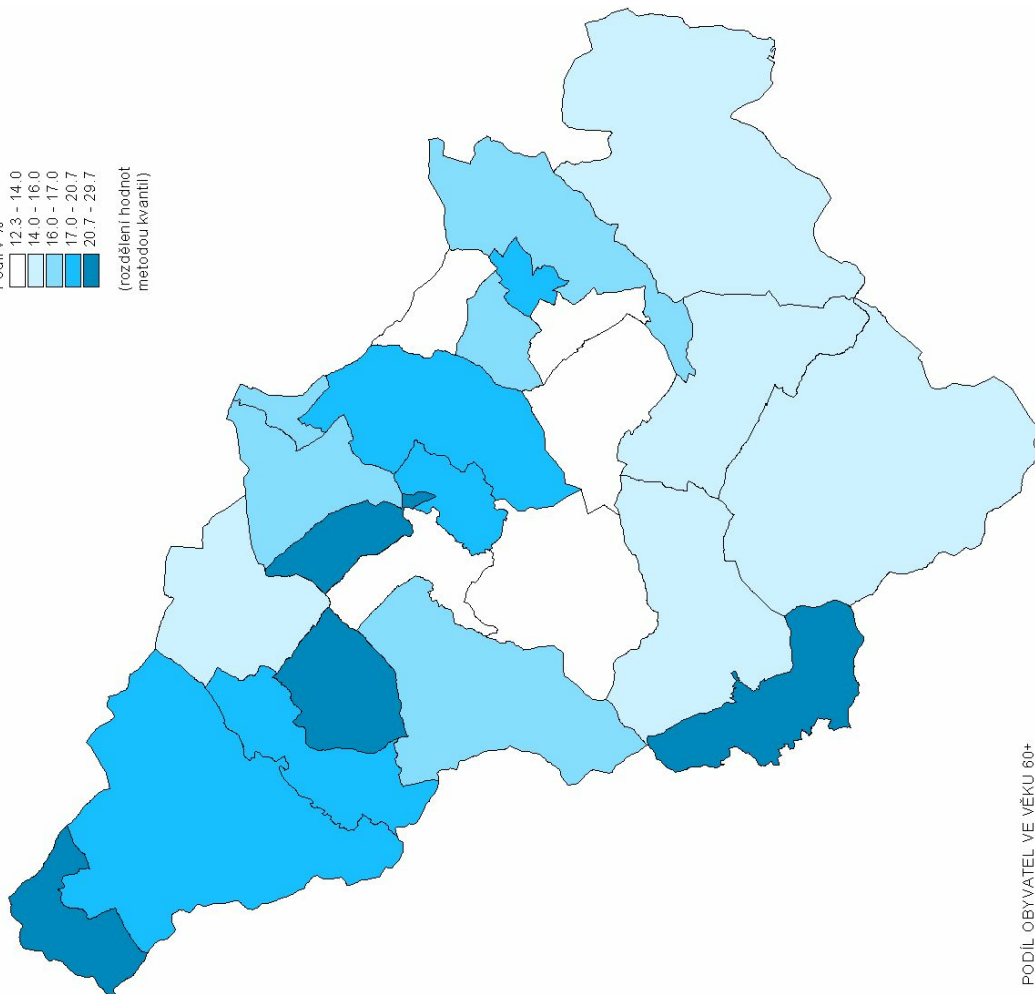 12.3 - 14.0
14.0 - 16.0
16.0 - 17.0
17.0 - 20.7
20.7 - 29.7
(rozdělení hodnot
metodou kvantil)
PODÍL OBYVATEL VE VĚKU 60+